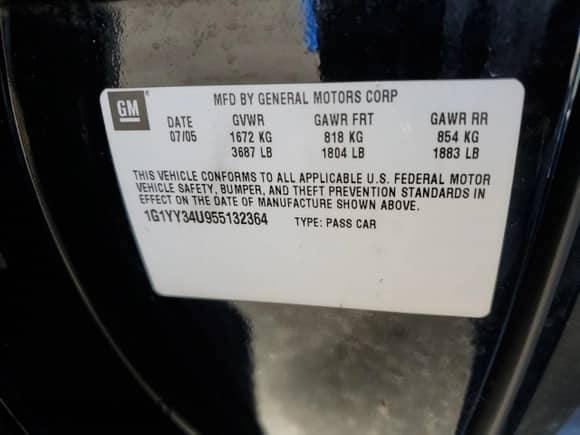 GM ®
MFD BY GENERAL MOTORS CORP
DATE GVWR GAWR FRT GAWR RR
07/05 1672 KG 818 KG 854 KG
3687 LB 1804 LB 1883 LB
THIS VEHICLE CONFORMS TO ALL APPLICABLE U.S. FEDERAL MOTOR
VEHICLE SAFETY, BUMPER, AND THEFT PREVENTION STANDARDS IN
EFFECT ON THE DATE OF MANUFACTURE SHOWN ABOVE.
1G1YY34U955132364 TYPE: PASS CAR